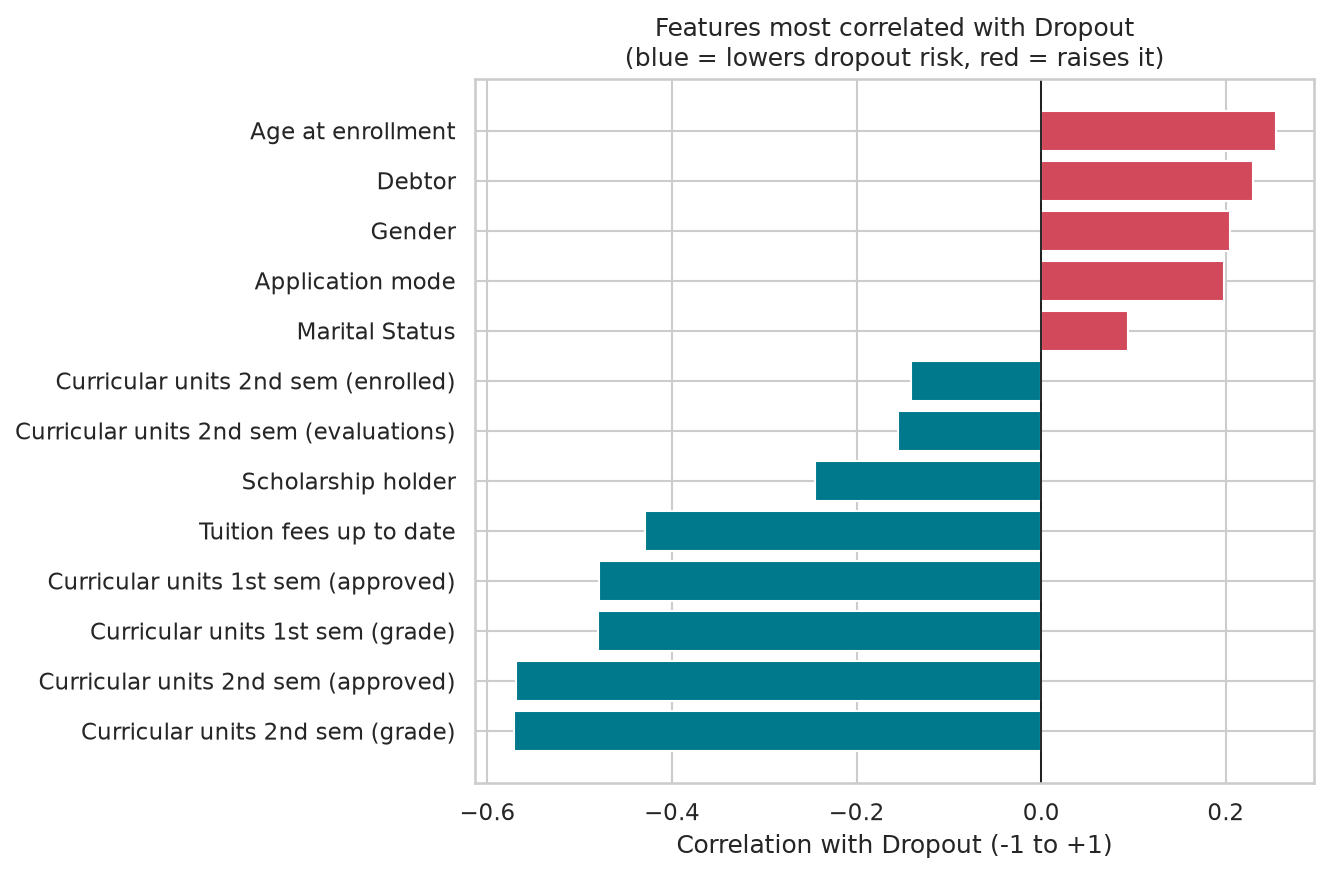 Features most correlated with Dropout
(blue = lowers dropout risk, red = raises it)
Age at enrollment
Debtor
Gender
Application mode
Marital Status
Curricular units 2nd sem (enrolled)
Curricular units 2nd sem (evaluations)
Scholarship holder
Tuition fees up to date
Curricular units 1st sem (approved)
Curricular units 1st sem (grade)
Curricular units 2nd sem (approved)
Curricular units 2nd sem (grade)
−0.6 −0.4 −0.2 0.0 0.2
Correlation with Dropout (-1 to +1)